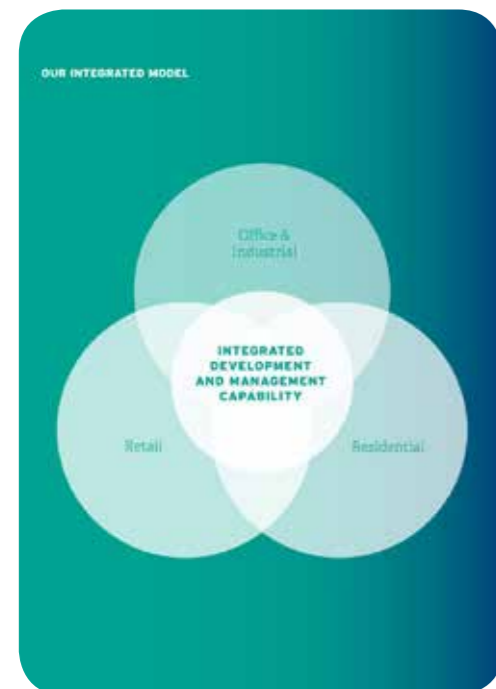 OUR INTEGRATED MODEL
Office &
Industrial
INTEGRATED
DEVELOPMENT
AND MANAGEMENT
CAPABILITY
Retail
Residential